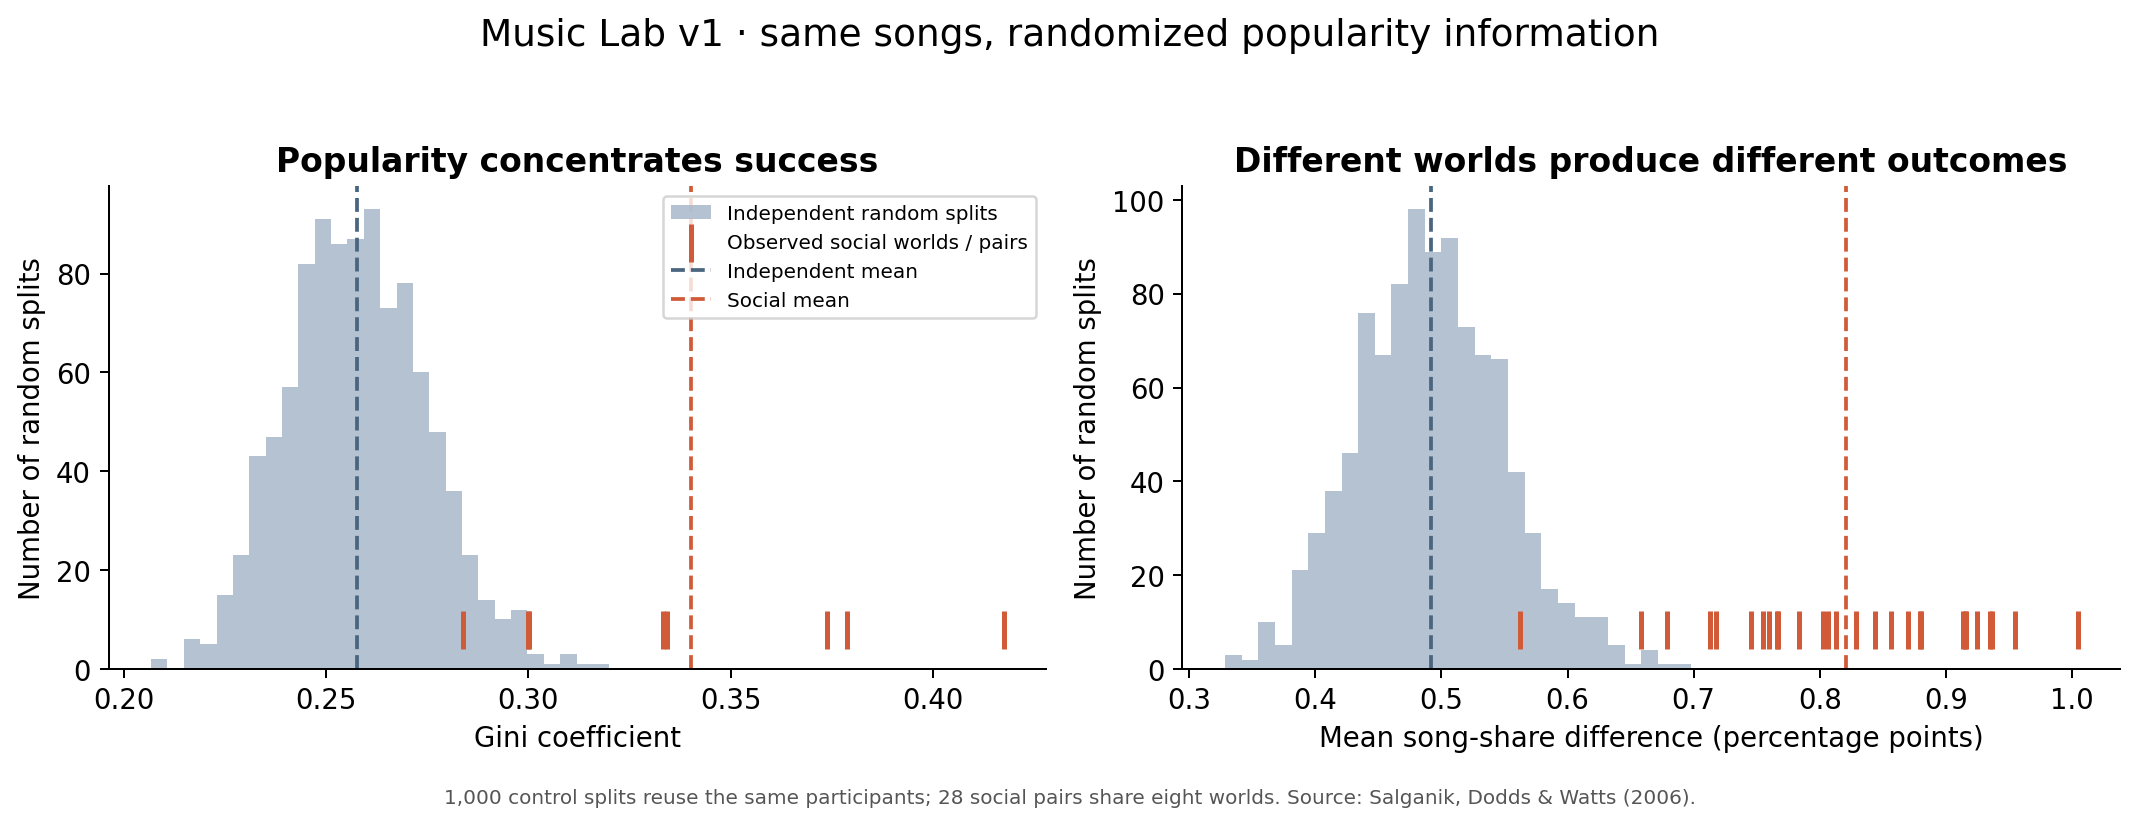 Music Lab v1 · same songs, randomized popularity information
Popularity concentrates success
Number of random splits
80
60
40
20
0
Independent random splits
Observed social worlds / pairs
Independent mean
Social mean
0.20 0.25 0.30 0.35 0.40
Gini coefficient
Different worlds produce different outcomes
Number of random splits
100
80
60
40
20
0
0.3 0.4 0.5 0.6 0.7 0.8 0.9 1.0
Mean song-share difference (percentage points)
1,000 control splits reuse the same participants; 28 social pairs share eight worlds. Source: Salganik, Dodds & Watts (2006).